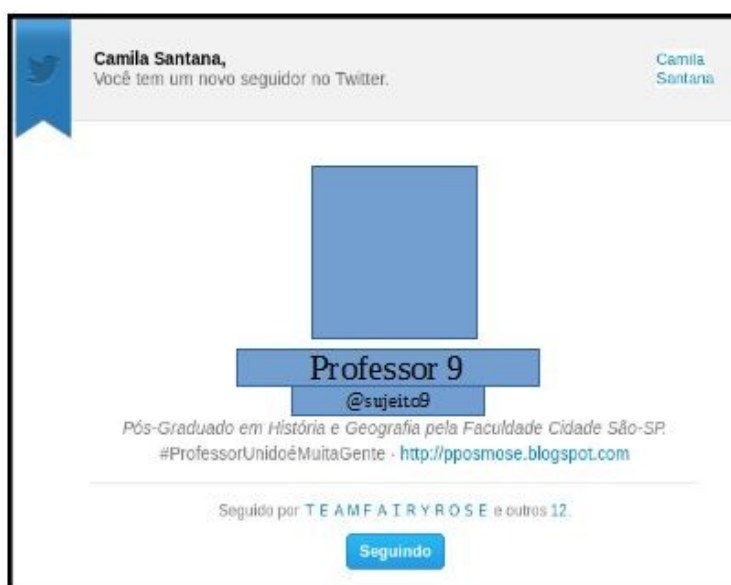 Camila Santana,
Você tem um novo seguidor no Twitter.
Camila
Santana
Professor 9
@sujeito9
Pós-Graduado em História e Geografia pela Faculdade Cidade São-SP.
#ProfessorUnidoéMuitaGente - http://pposmose.blogspot.com
Seguido por T E A M F A I R Y R O S E e outros 12.
Seguindo